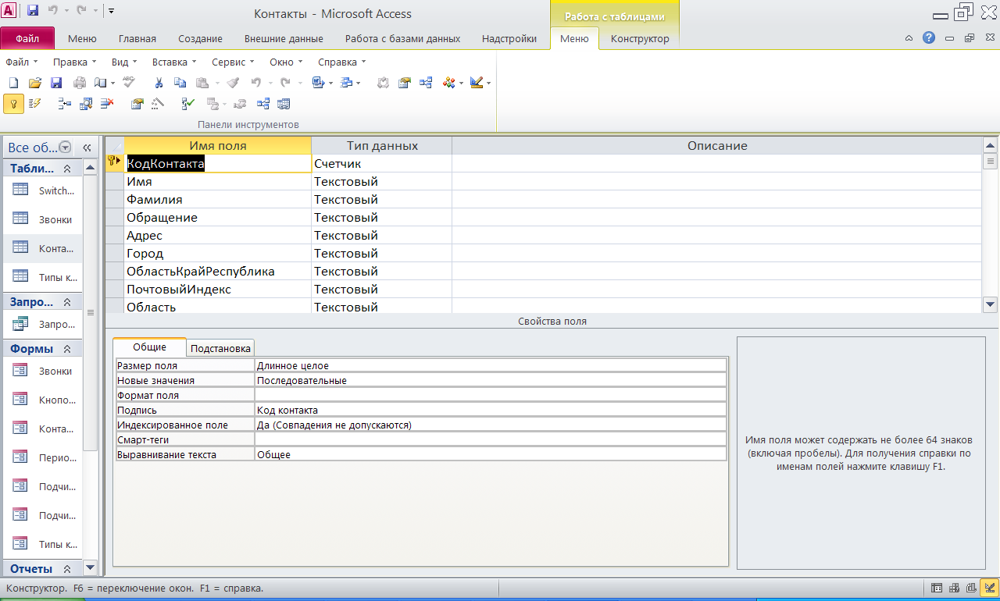 Контакты - Microsoft Access
Работа с таблицами
Файл Меню Главная Создание Внешние данные Работа с базами данных Надстройки Меню Конструктор
Файл Правка Вид Вставка Сервис Окно Справка
Панели инструментов
Все об...
Табли...
Switch...
Звонки
Конта...
Типы к...
Запро...
Запро...
Формы
Звонки
Кнопо...
Конта...
Перио...
Подчи...
Подчи...
Типы к...
Отчеты
Имя поля Тип данных Описание
КодКонтакта Счетчик
Имя Текстовый
Фамилия Текстовый
Обращение Текстовый
Адрес Текстовый
Город Текстовый
ОбластьКрайРеспублика Текстовый
ПочтовыйИндекс Текстовый
Область Текстовый
Свойства поля
Общие Подстановка
Размер поля Длинное целое
Новые значения Последовательные
Формат поля
Подпись Код контакта
Индексированное поле Да (Совпадения не допускаются)
Смарт-теги
Выравнивание текста Общее
Имя поля может содержать не более 64 знаков
(включая пробелы). Для получения справки по
именам полей нажмите клавишу F1.
Конструктор. F6 = переключение окон. F1 = справка.